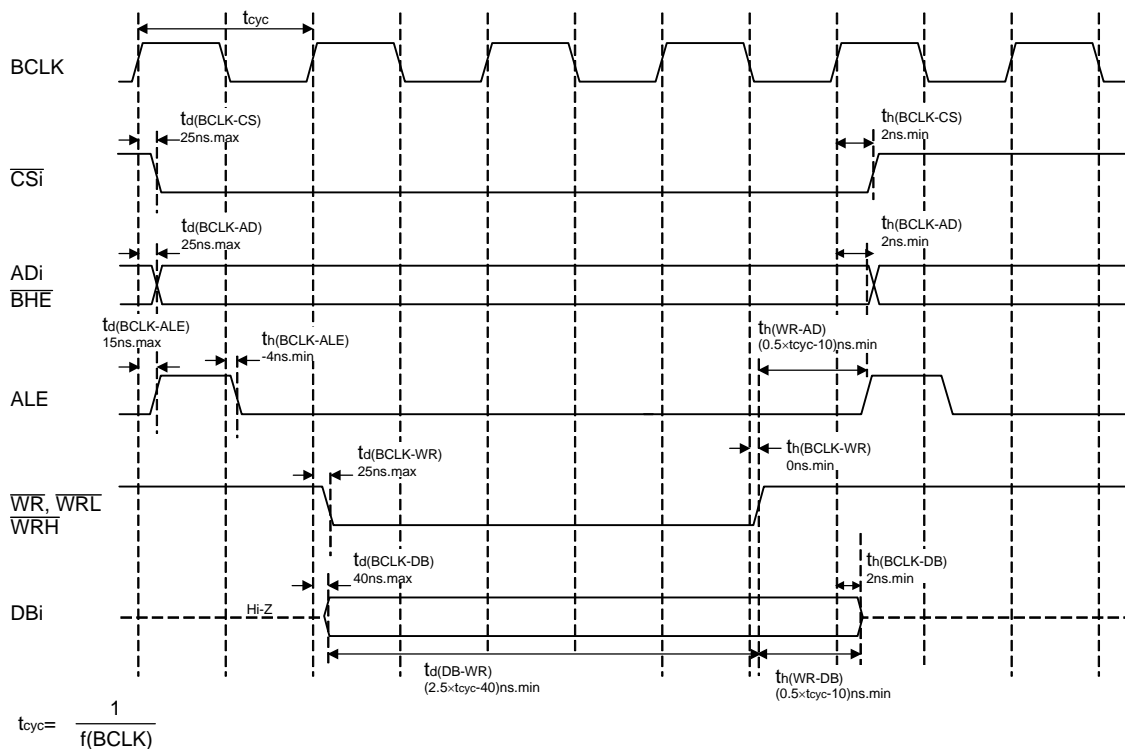 tcyc
BCLK
td(BCLK-CS)
25ns.max
th(BCLK-CS)
2ns.min
CSi
td(BCLK-AD)
25ns.max
th(BCLK-AD)
2ns.min
ADi
BHE
td(BCLK-ALE)
15ns.max
th(BCLK-ALE)
-4ns.min
th(WR-AD)
(0.5×tcyc-10)ns.min
ALE
td(BCLK-WR)
25ns.max
th(BCLK-WR)
0ns.min
WR, WRL
WRH
td(BCLK-DB)
40ns.max
th(BCLK-DB)
2ns.min
DBi
Hi-Z
td(DB-WR)
(2.5×tcyc-40)ns.min
th(WR-DB)
(0.5×tcyc-10)ns.min
tcyc= 1
f(BCLK)